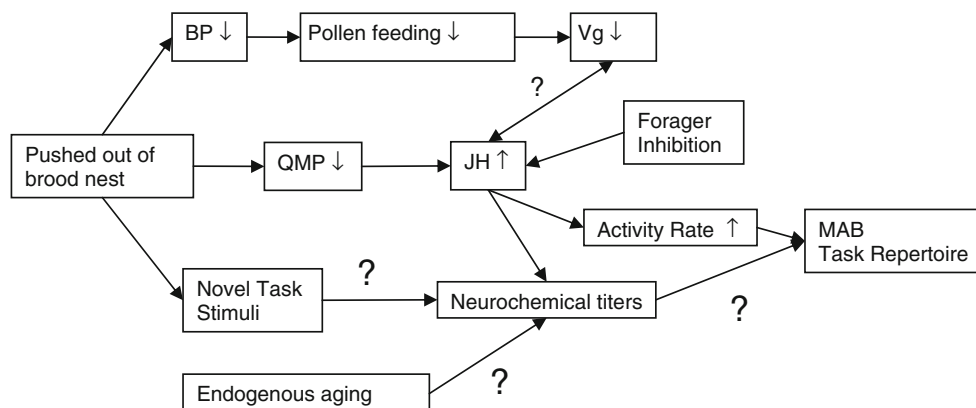 BP ↓
Pollen feeding ↓
Vg ↓
?
Forager
Inhibition
Pushed out of
brood nest
QMP ↓
JH ↑
Activity Rate ↑
MAB
Task Repertoire
Novel Task
Stimuli
?
Neurochemical titers
?
Endogenous aging
?